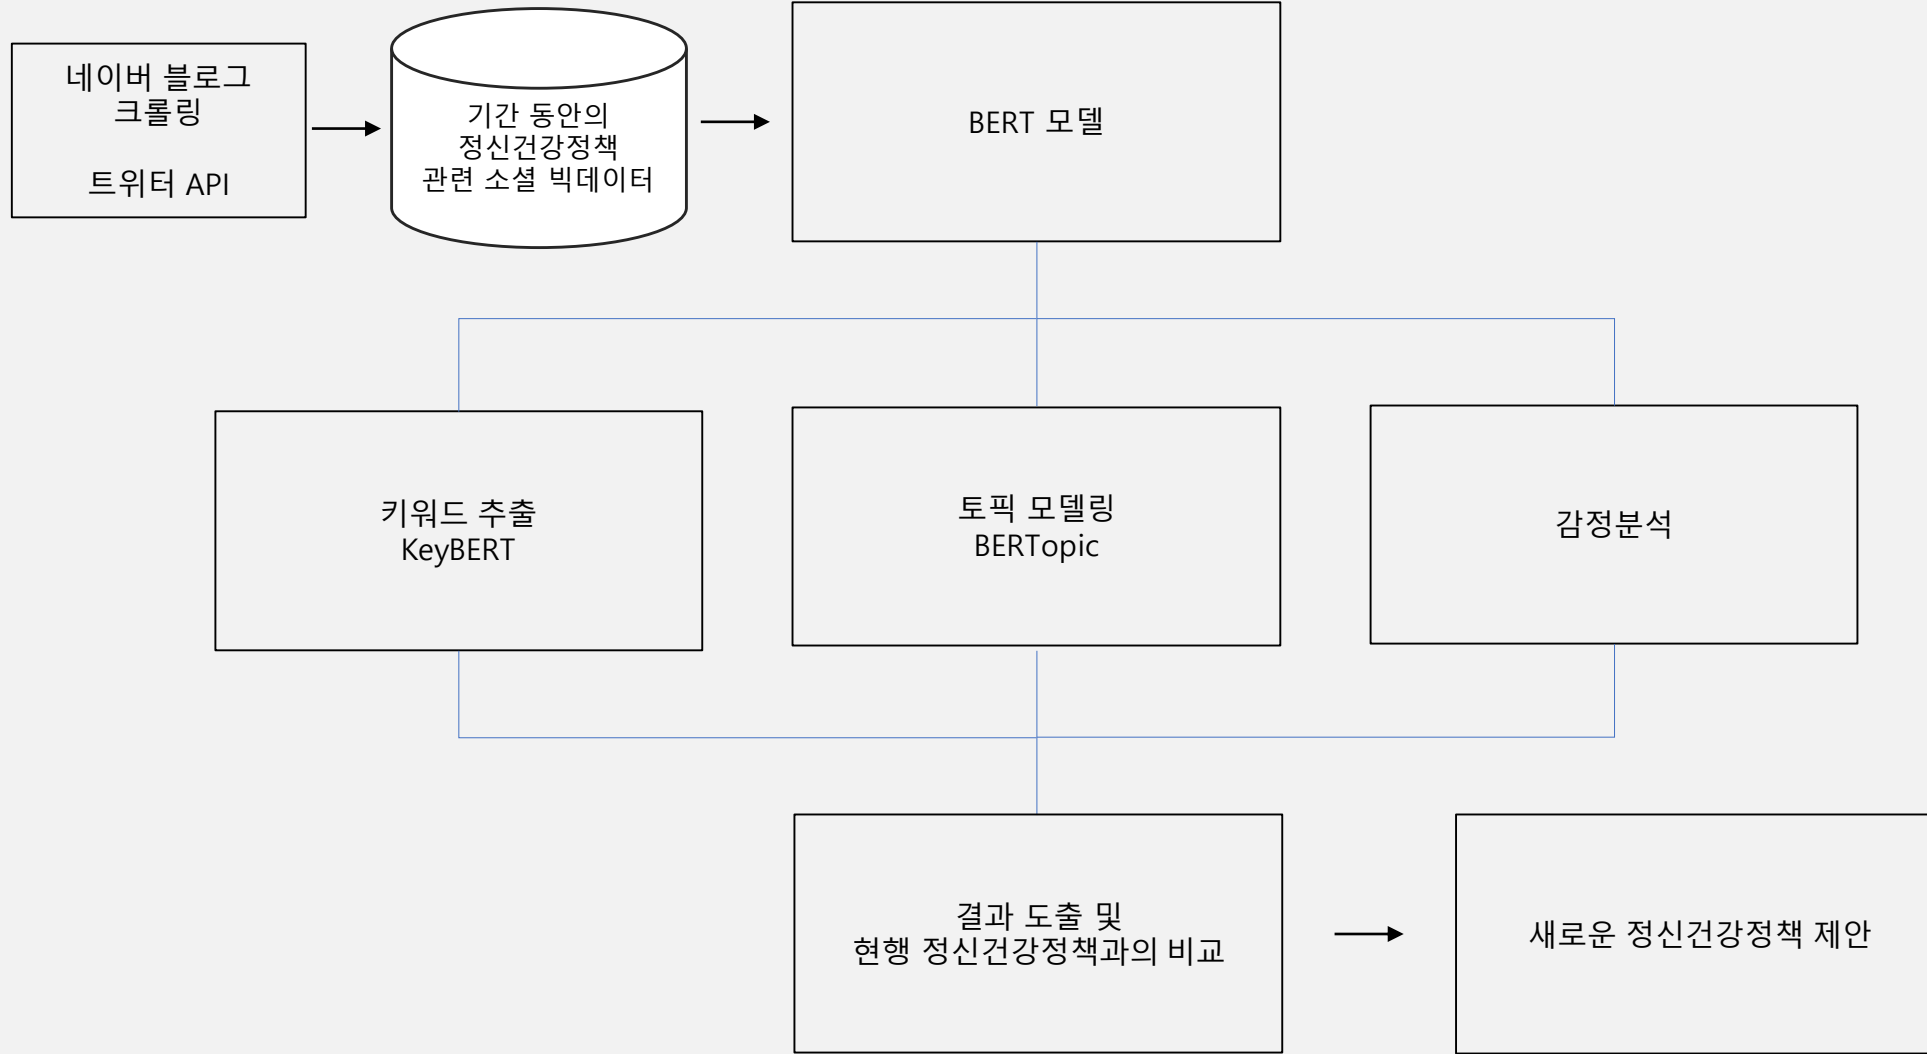 네이버 블로그
크롤링
트위터 API
기간 동안의
정신건강정책
관련 소셜 빅데이터
BERT 모델
키워드 추출
KeyBERT
토픽 모델링
BERTopic
감정분석
결과 도출 및
현행 정신건강정책과의 비교
새로운 정신건강정책 제안